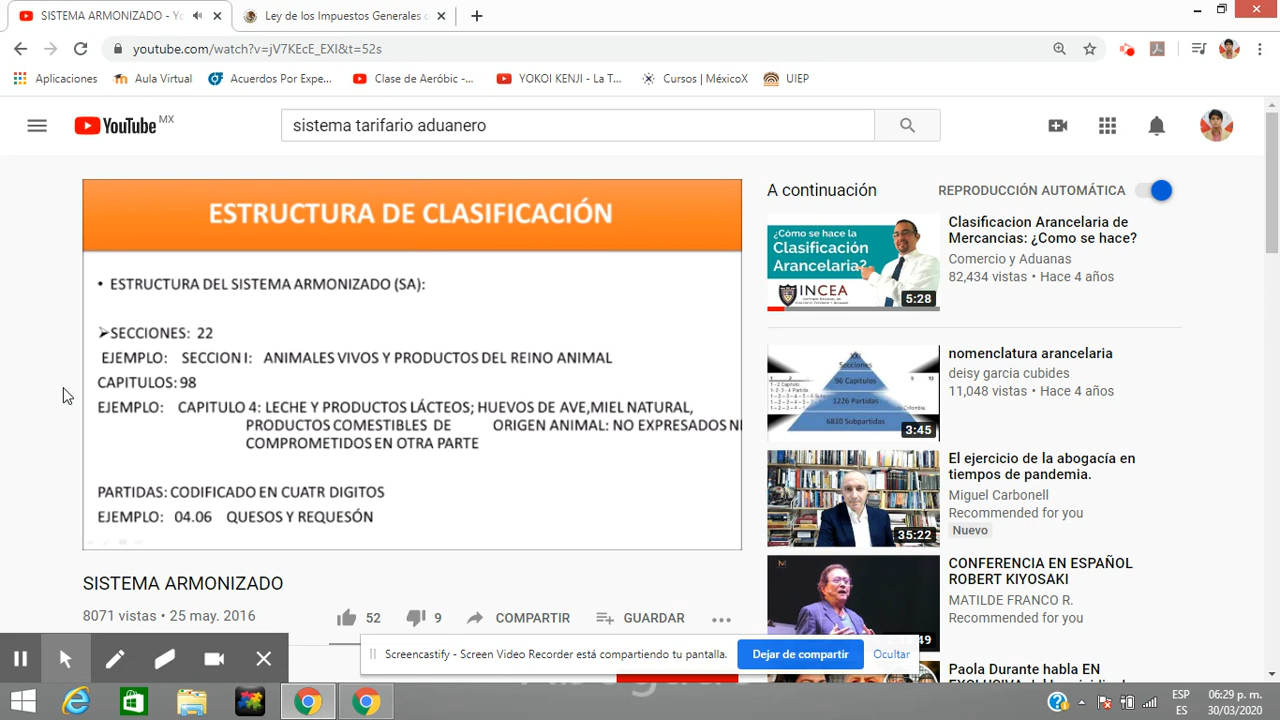 SISTEMA ARMONIZADO - Yo
Ley de los Impuestos Generales d
youtube.com/watch?v=jV7KEcE_EXI&t=52s
Aplicaciones
Aula Virtual
Acuerdos Por Expe...
Clase de Aeróbc...
YOKOI KENJI - La T...
Cursos | MéxicoX
UIEP
YouTube MX
sistema tarifario aduanero
ESTRUCTURA DE CLASIFICACIÓN
• ESTRUCTURA DEL SISTEMA ARMONIZADO (SA):
➢SECCIONES: 22
EJEMPLO: SECCION I: ANIMALES VIVOS Y PRODUCTOS DEL REINO ANIMAL
CAPITULOS: 98
EJEMPLO: CAPITULO 4: LECHE Y PRODUCTOS LÁCTEOS; HUEVOS DE AVE,MIEL NATURAL,
PRODUCTOS COMESTIBLES DE ORIGEN ANIMAL: NO EXPRESADOS NI
COMPROMETIDOS EN OTRA PARTE
PARTIDAS: CODIFICADO EN CUATR DIGITOS
EJEMPLO: 04.06 QUESOS Y REQUESÓN
SISTEMA ARMONIZADO
8071 vistas • 25 may. 2016
52
9
COMPARTIR
GUARDAR
A continuación
REPRODUCCIÓN AUTOMÁTICA
¿Cómo se hace la
Clasificación
Arancelaria?
INCEA
5:28
Clasificacion Arancelaria de
Mercancias: ¿Como se hace?
Comercio y Aduanas
82,434 vistas • Hace 4 años
XXI
Secciones
96 Capitulos
1226 Partidas
6810 Subpartidas
3:45
nomenclatura arancelaria
deisy garcia cubides
11,048 vistas • Hace 4 años
35:22
El ejercicio de la abogacía en
tiempos de pandemia.
Miguel Carbonell
Recommended for you
Nuevo
CONFERENCIA EN ESPAÑOL
ROBERT KIYOSAKI
MATILDE FRANCO R.
Recommended for you
Paola Durante habla EN
Screencastify - Screen Video Recorder está compartiendo tu pantalla.
Dejar de compartir
Ocultar
ESP
ES
06:29 p. m.
30/03/2020